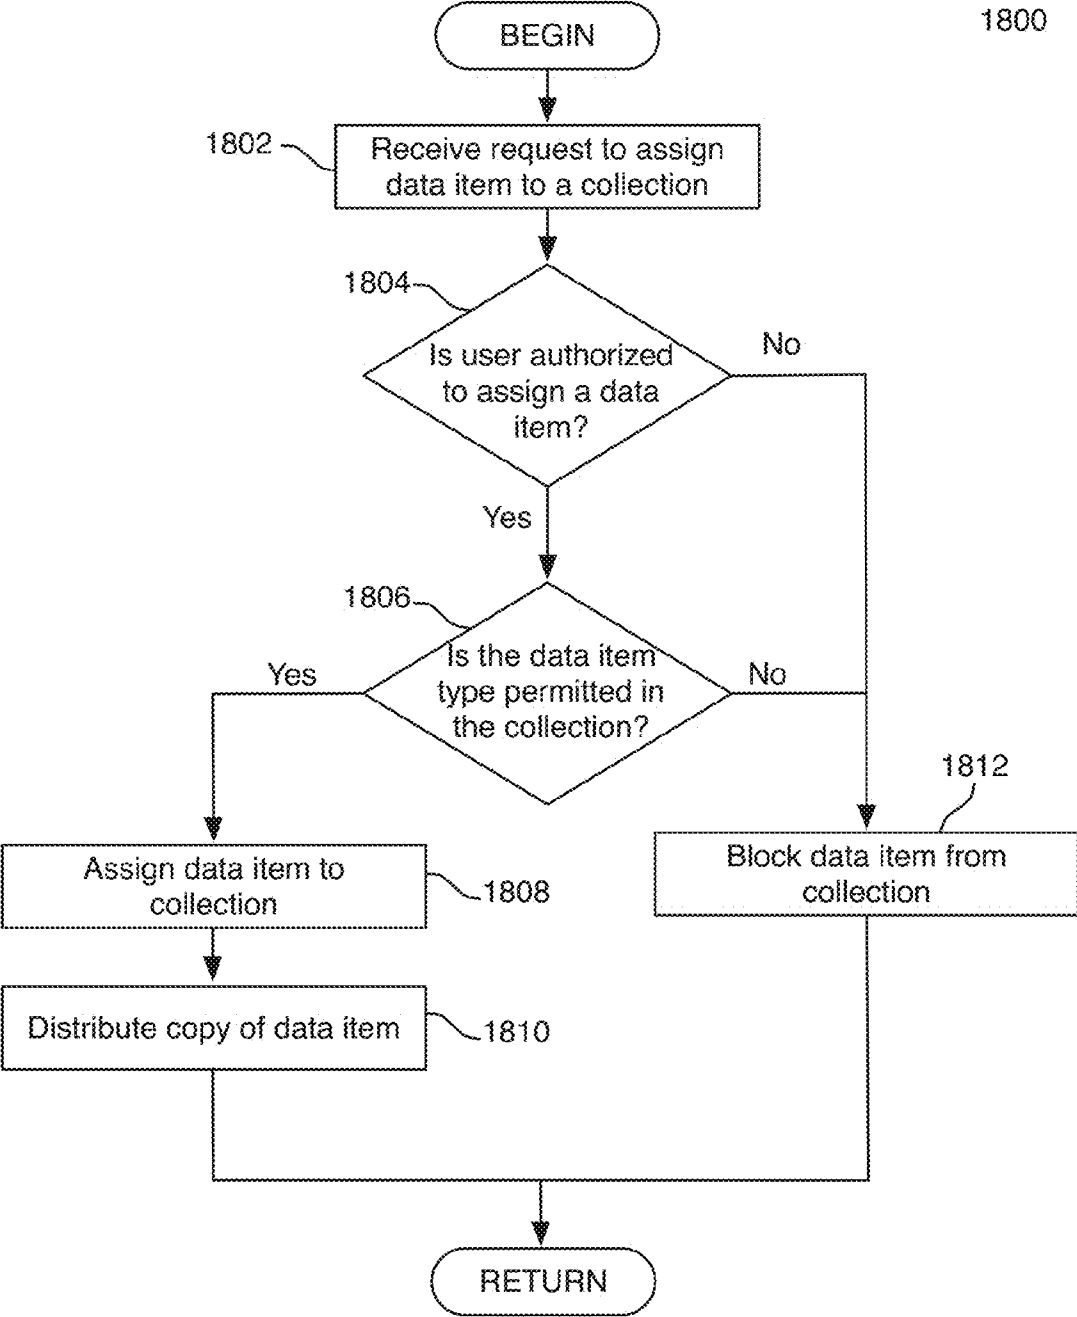 BEGIN
1800
1802
Receive request to assign
data item to a collection
1804
Is user authorized
to assign a data
item?
No
Yes
1806
Is the data item
type permitted in
the collection?
Yes
No
1812
Assign data item to
collection
1808
Block data item from
collection
Distribute copy of data item
1810
RETURN